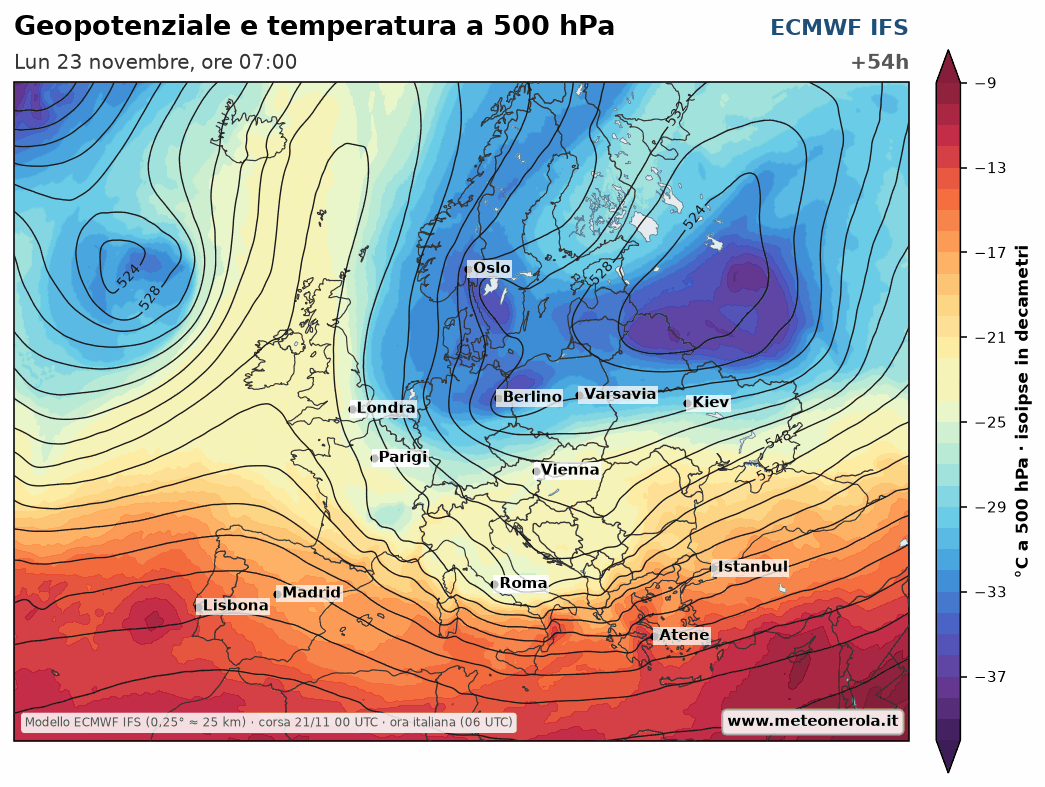 Geopotenziale e temperatura a 500 hPa
ECMWF IFS
Lun 23 novembre, ore 07:00
+54h
532
524
528
524
528
548
552
Oslo
Londra
Berlino
Varsavia
Kiev
Parigi
Vienna
Roma
Istanbul
Madrid
Lisbona
Atene
−9
−13
−17
−21
−25
−29
−33
−37
°C a 500 hPa · isoipse in decametri
Modello ECMWF IFS (0,25° ≈ 25 km) · corsa 21/11 00 UTC · ora italiana (06 UTC)
www.meteonerola.it